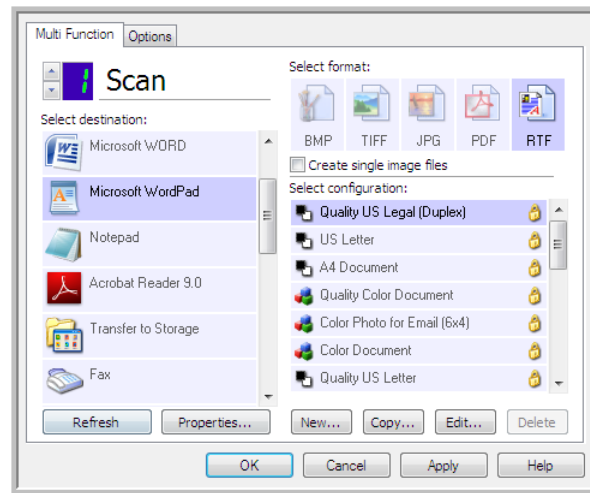 Multi Function
Options
1
Scan
Select destination:
Microsoft WORD
Microsoft WordPad
Notepad
Acrobat Reader 9.0
Transfer to Storage
Fax
Refresh
Properties...
Select format:
BMP
TIFF
JPG
PDF
RTF
Create single image files
Select configuration:
Quality US Legal (Duplex)
US Letter
A4 Document
Quality Color Document
Color Photo for Email (6x4)
Color Document
Quality US Letter
New...
Copy...
Edit...
Delete
OK
Cancel
Apply
Help